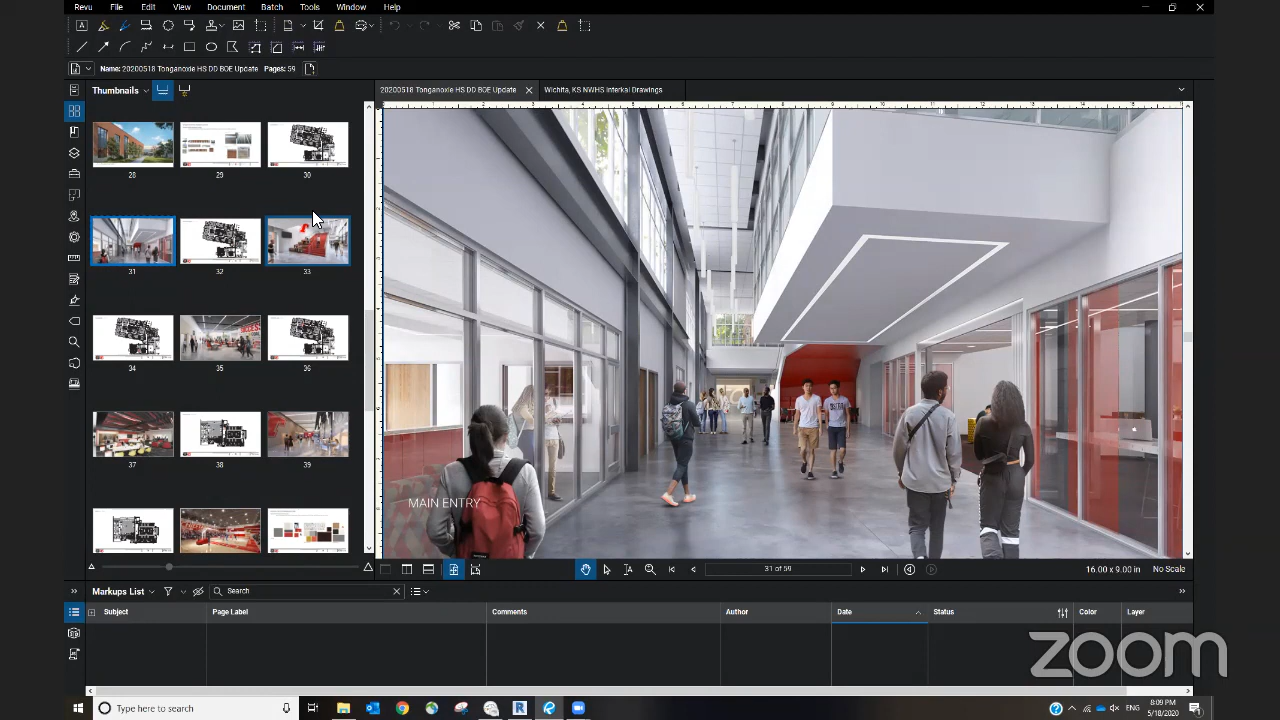 Revu File Edit View Document Batch Tools Window Help
Name: 20200518 Tonganoxie HS DD BOE Update Pages: 59
Thumbnails
20200518 Tonganoxie HS DD BOE Update
Wichita, KS NWHS Interkal Drawings
28 29 30
31 32 33
34 35 36
37 38 39
MAIN ENTRY
31 of 59
16.00 x 9.00 in No Scale
Markups List
Search
Subject Page Label Comments Author Date Status Color Layer
zoom
Type here to search
ENG
8:09 PM
5/18/2020